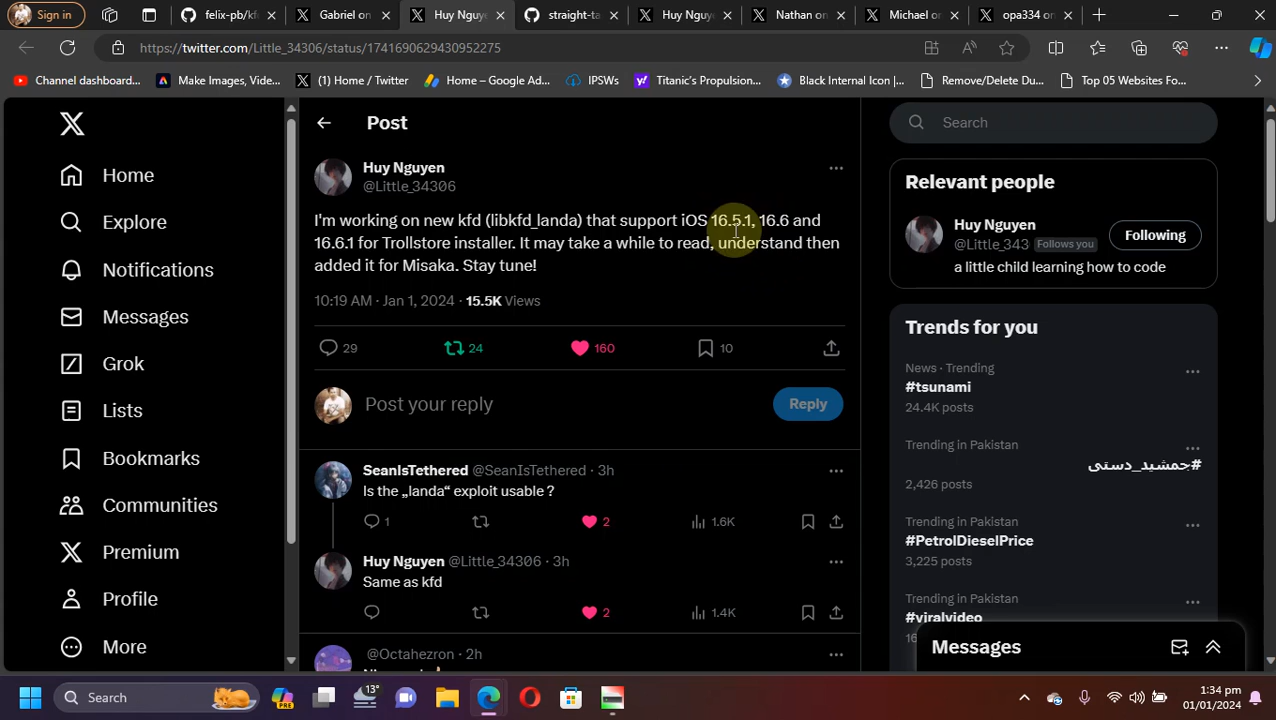 Sign in
felix-pb/kf
Gabriel on
Huy Nguye
straight-ta
Huy Nguye
Nathan on
Michael or
opa334 on
https://twitter.com/Little_34306/status/1741690629430952275
Channel dashboard...
Make Images, Vide...
(1) Home / Twitter
Home – Google Ad...
IPSWs
Titanic's Propulsion...
Black Internal Icon |...
Remove/Delete Du...
Top 05 Websites Fo...
Home
Explore
Notifications
Messages
Grok
Lists
Bookmarks
Communities
Premium
Profile
More
Post
Huy Nguyen
@Little_34306
I'm working on new kfd (libkfd_landa) that support iOS 16.5.1, 16.6 and
16.6.1 for Trollstore installer. It may take a while to read, understand then
added it for Misaka. Stay tune!
10:19 AM · Jan 1, 2024 · 15.5K Views
29 24 160 10
Post your reply
Reply
SeanIsTethered @SeanIsTethered · 3h
Is the „landa“ exploit usable ?
1 2 1.6K
Huy Nguyen @Little_34306 · 3h
Same as kfd
2 1.4K
@Octahezron · 2h
Search
Relevant people
Huy Nguyen
@Little_343 Follows you
Following
a little child learning how to code
Trends for you
News · Trending
#tsunami
24.4K posts
Trending in Pakistan
#جمشید_دستی
2,426 posts
Trending in Pakistan
#PetrolDieselPrice
3,225 posts
Trending in Pakistan
#viralvideo
Messages
Search
PRE
13°
1:34 pm
01/01/2024